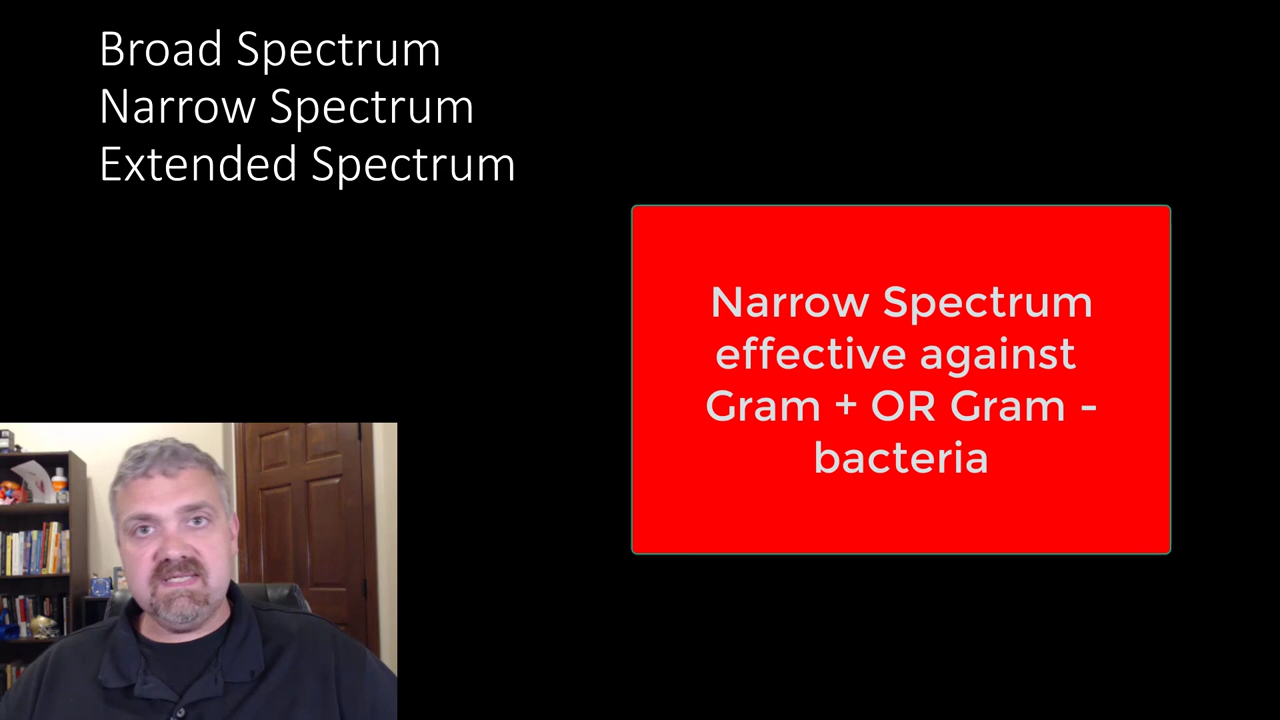 Broad Spectrum
Narrow Spectrum
Extended Spectrum
Narrow Spectrum
effective against
Gram + OR Gram -
bacteria